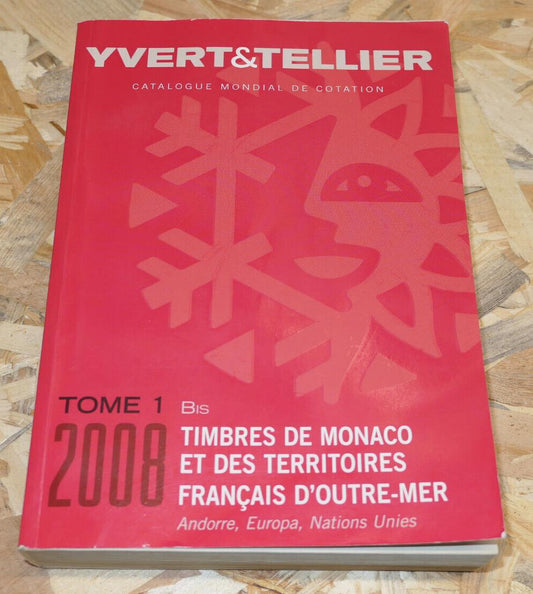 YVERT&TELLIER
CATALOGUE MONDIAL DE COTATION
TOME 1 BIS
2008
TIMBRES DE MONACO
ET DES TERRITOIRES
FRANÇAIS D'OUTRE-MER
Andorre, Europa, Nations Unies